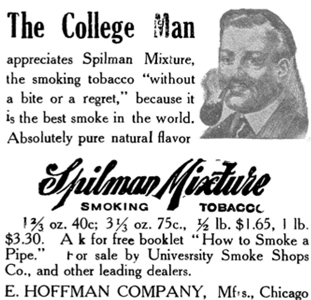 The College Man
appreciates Spilman Mixture,
the smoking tobacco "without
a bite or a regret," because it
is the best smoke in the world.
Absolutely pure natural flavor
Spilman Mixture
SMOKING TOBACCO
1⅔ oz. 40c; 3⅓ oz. 75c., ½ lb. $1.65, 1 lb.
$3.30. A k for free booklet "How to Smoke a
Pipe." For sale by Univesrsity Smoke Shops
Co., and other leading dealers.
E. HOFFMAN COMPANY, Mf's, Chicago